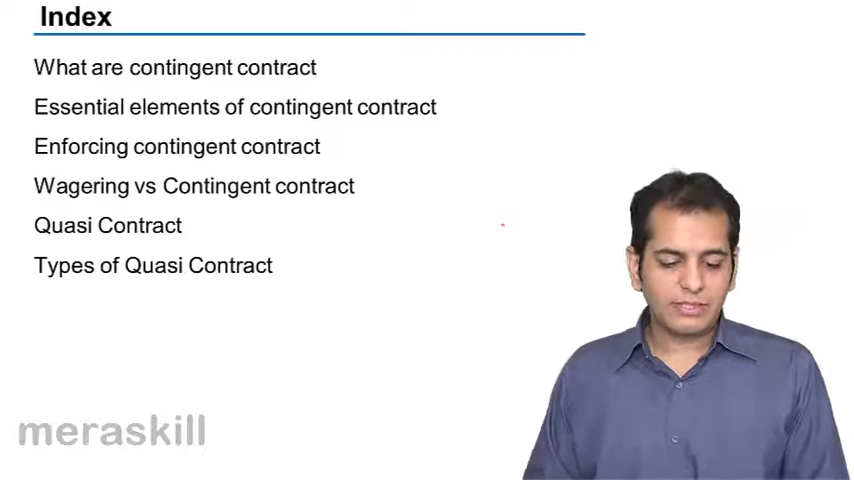 Index
What are contingent contract
Essential elements of contingent contract
Enforcing contingent contract
Wagering vs Contingent contract
Quasi Contract
Types of Quasi Contract
meraskill